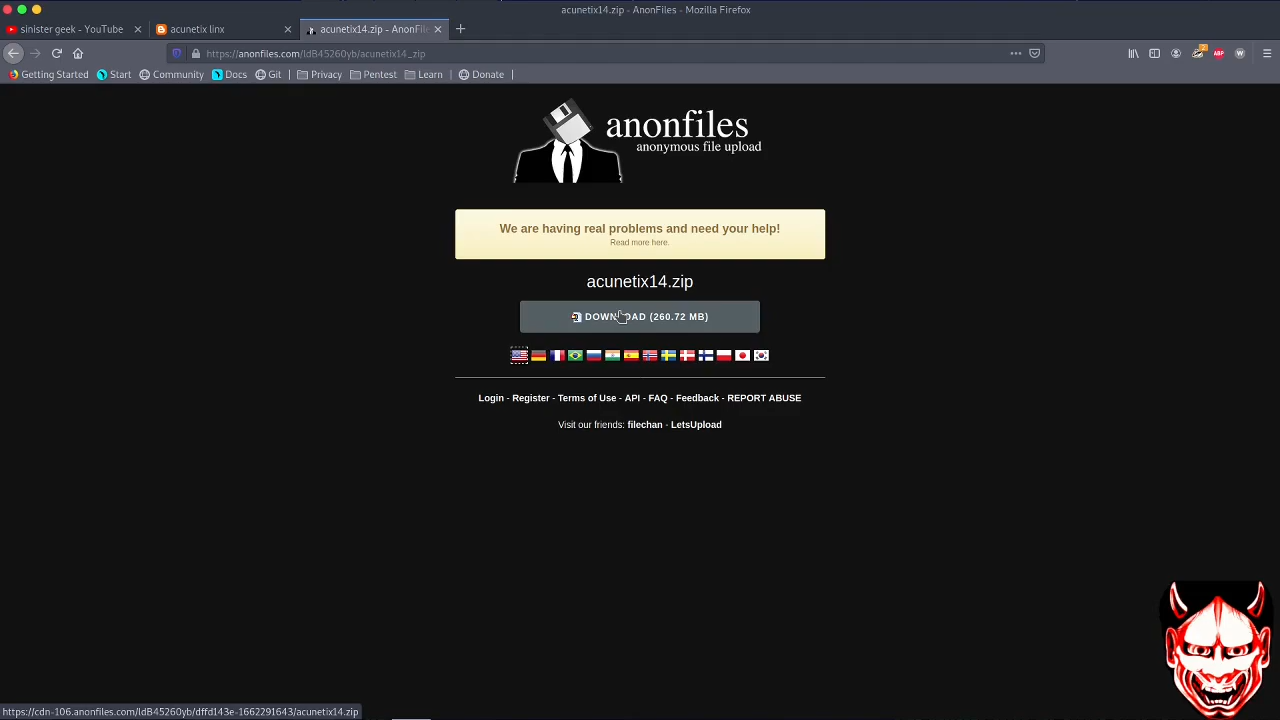 acunetix14.zip - AnonFiles - Mozilla Firefox
sinister geek - YouTube
acunetix linx
acunetix14.zip - AnonFile
https://anonfiles.com/ldB45260yb/acunetix14_zip
Getting Started
Start
Community
Docs
Git
Privacy
Pentest
Learn
Donate
2
ABP
W
anonfiles
anonymous file upload
We are having real problems and need your help!
Read more here.
acunetix14.zip
DOWNLOAD (260.72 MB)
Login - Register - Terms of Use - API - FAQ - Feedback - REPORT ABUSE
Visit our friends: filechan - LetsUpload
https://cdn-106.anonfiles.com/ldB45260yb/dffd143e-1662291643/acunetix14.zip